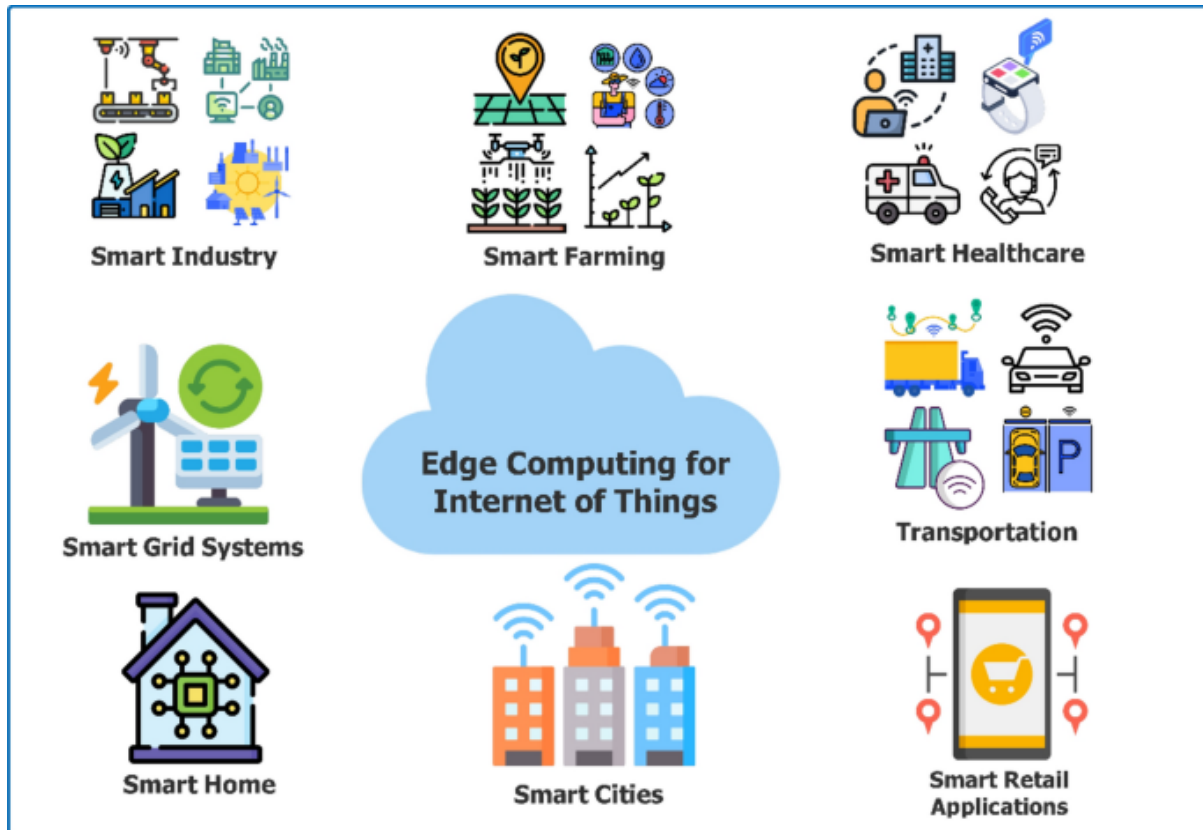 Smart Industry
Smart Farming
Smart Healthcare
Edge Computing for
Internet of Things
Smart Grid Systems
P
Transportation
Smart Home
Smart Cities
Smart Retail
Applications